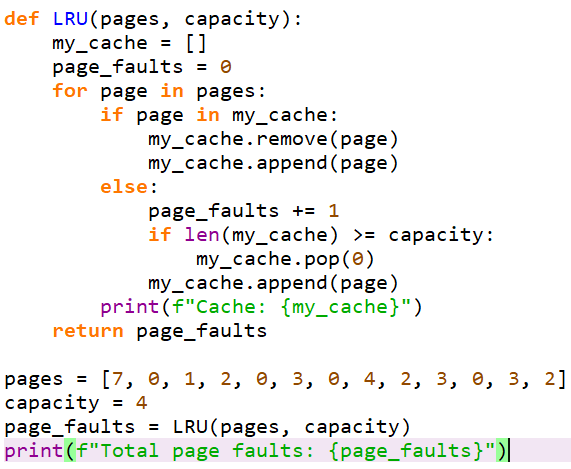 def LRU(pages, capacity):
    my_cache = []
    page_faults = 0
    for page in pages:
        if page in my_cache:
            my_cache.remove(page)
            my_cache.append(page)
        else:
            page_faults += 1
            if len(my_cache) >= capacity:
                my_cache.pop(0)
            my_cache.append(page)
        print(f"Cache: {my_cache}")
    return page_faults

pages = [7, 0, 1, 2, 0, 3, 0, 4, 2, 3, 0, 3, 2]
capacity = 4
page_faults = LRU(pages, capacity)
print(f"Total page faults: {page_faults}")